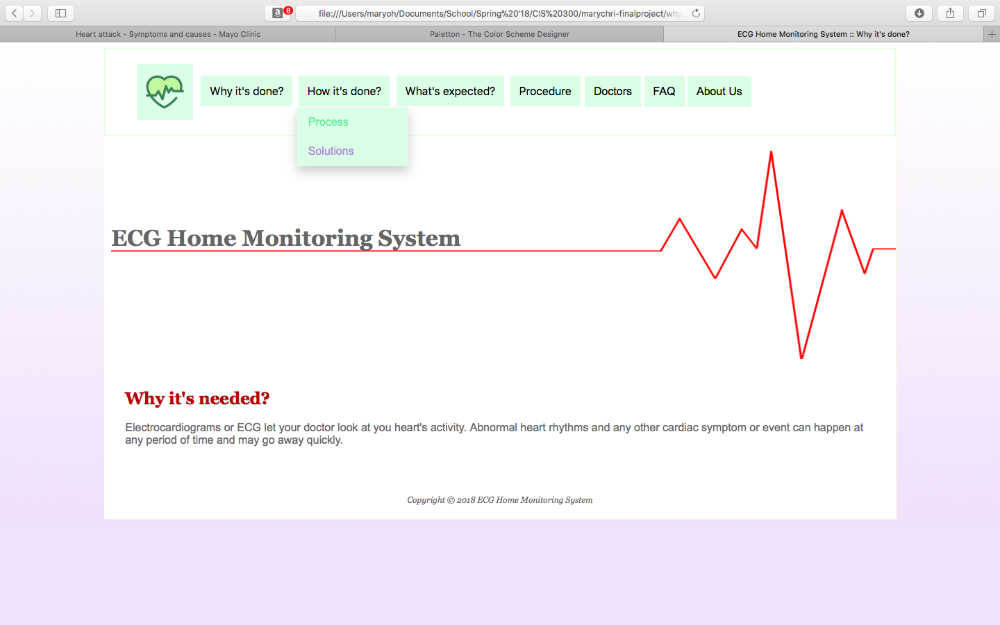 8
file:///Users/maryoh/Documents/School/Spring%20'18/CIS%20300/marychri-finalproject/why
Heart attack - Symptoms and causes - Mayo Clinic
Paletton - The Color Scheme Designer
ECG Home Monitoring System :: Why it's done?
Why it's done?
How it's done?
What's expected?
Procedure
Doctors
FAQ
About Us
Process
Solutions
ECG Home Monitoring System
Why it's needed?
Electrocardiograms or ECG let your doctor look at you heart's activity. Abnormal heart rhythms and any other cardiac symptom or event can happen at
any period of time and may go away quickly.
Copyright © 2018 ECG Home Monitoring System